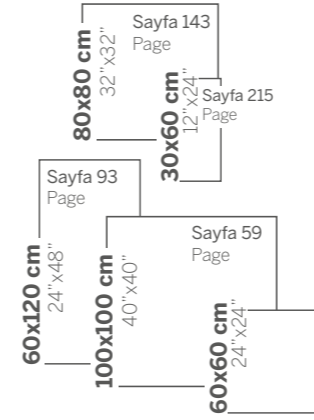 80x80 cm
32"x32"
Sayfa 143
Page
30x60 cm
12"x24"
Sayfa 215
Page
60x120 cm
24"x48"
Sayfa 93
Page
100x100 cm
40"x40"
Sayfa 59
Page
60x60 cm
24"x24"